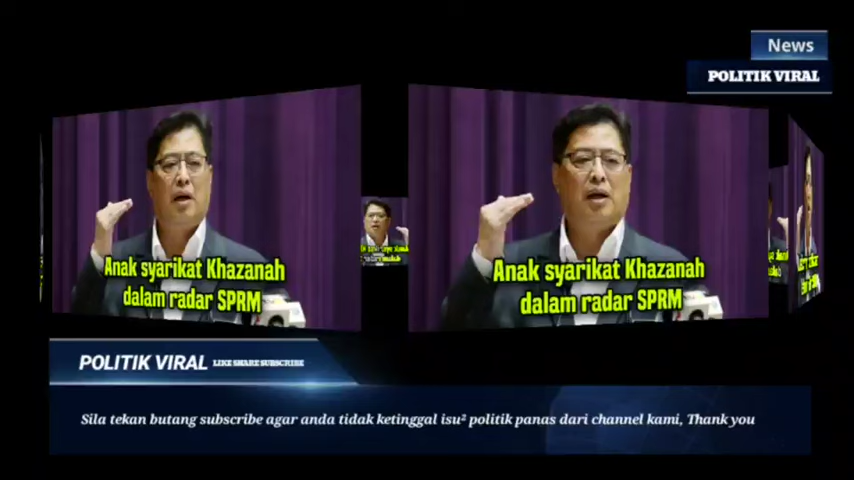 News
POLITIK VIRAL
Anak syarikat Khazanah
dalam radar SPRM
Anak syarikat Khazanah
dalam radar SPRM
POLITIK VIRAL LIKE SHARE SUBSCRIBE
Sila tekan butang subscribe agar anda tidak ketinggal isu² politik panas dari channel kami, Thank you